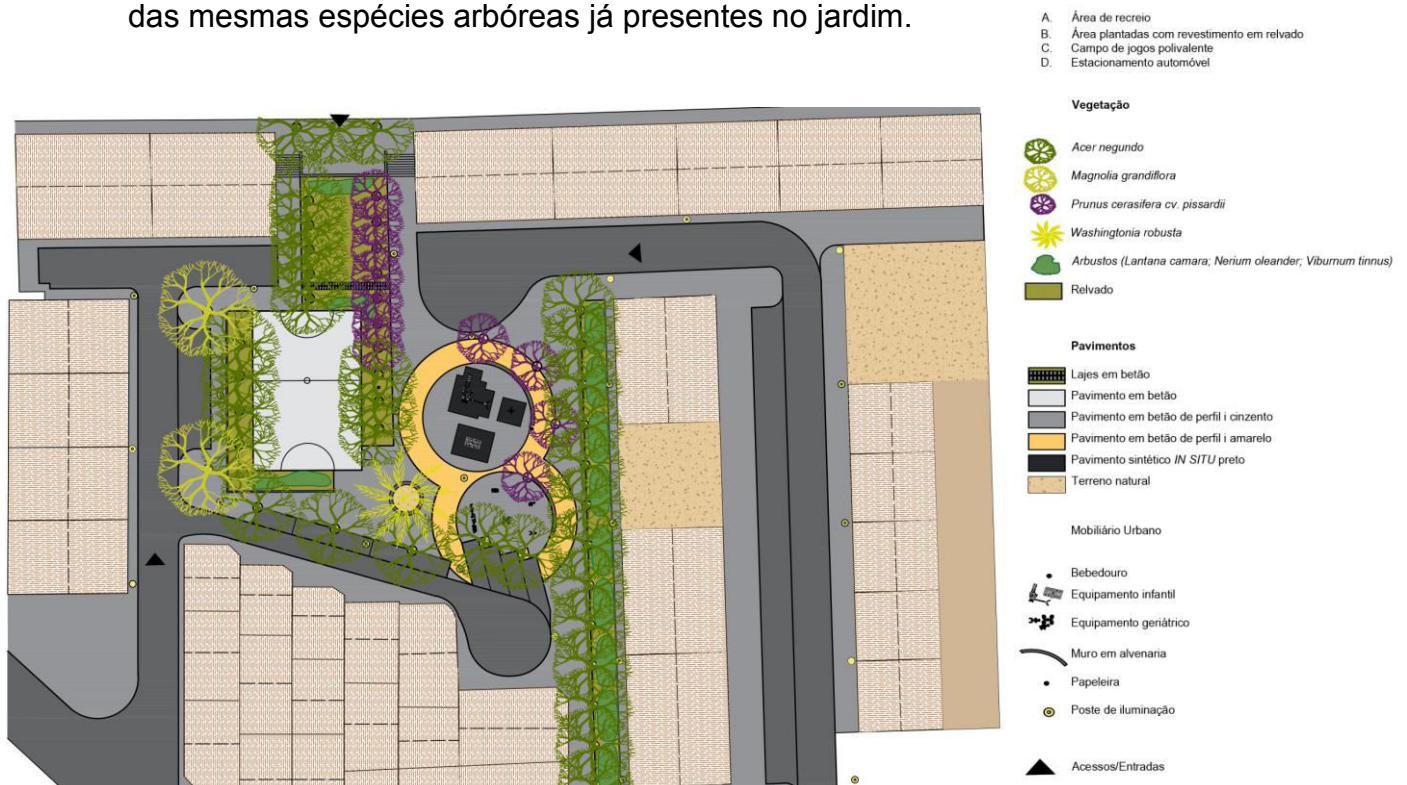 das mesmas espécies arbóreas já presentes no jardim.
A. Área de recreio
B. Área plantadas com revestimento em relvado
C. Campo de jogos polivalente
D. Estacionamento automóvel
Vegetação
Acer negundo
Magnolia grandiflora
Prunus cerasifera cv. pissardii
Washingtonia robusta
Arbustos (Lantana camara; Nerium oleander; Viburnum tinnus)
Relvado
Pavimentos
Lajes em betão
Pavimento em betão
Pavimento em betão de perfil i cinzento
Pavimento em betão de perfil i amarelo
Pavimento sintético IN SITU preto
Terreno natural
Mobiliário Urbano
Bebedouro
Equipamento infantil
Equipamento geriátrico
Muro em alvenaria
Papeleira
Poste de iluminação
Acessos/Entradas